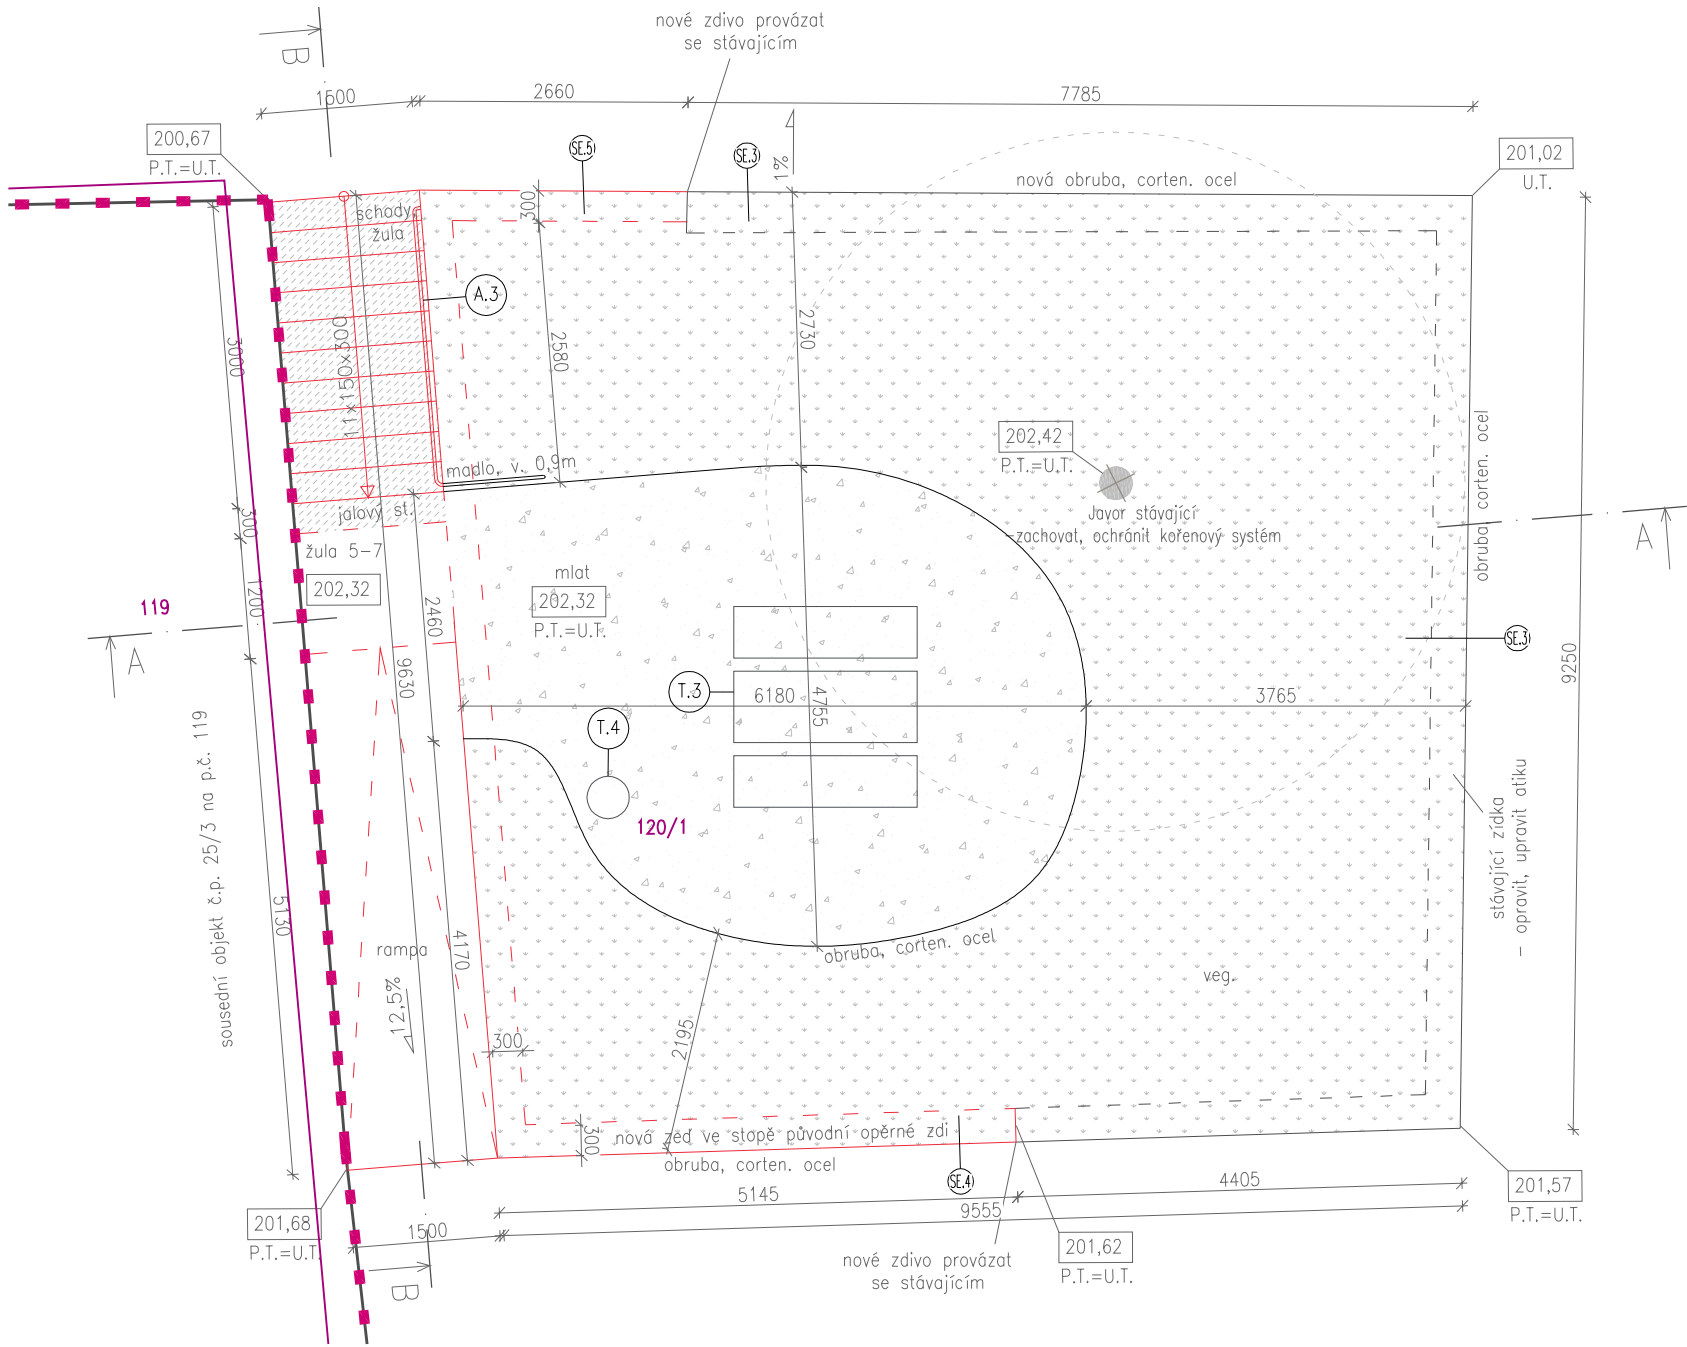 nové zdivo provázat
se stávajícím
B
1600
2660
7785
200,67
P.T.=U.T.
SE.5
SE.3
1%
201,02
U.T.
nová obruba, corten. ocel
schody,
žula
300
A.3
3000
11x150x300
2580
2730
202,42
P.T.=U.T.
obruba, corten. ocel
madlo, v. 0,9m
jalový st.
Javor stávající
-zachovat, ochránit kořenový systém
A
300
žula 5-7
202,32
1200
mlat
202,32
P.T.=U.T.
2460
119
A
SE.3
9630
9250
T.3
6180
4755
3765
T.4
120/1
sousední objekt č.p. 25/3 na p.č. 119
stávající zídka
- opravit, upravit atiku
5130
rampa
4170
12,5%
obruba, corten. ocel
veg.
300
2195
300
nová zeď ve stopě původní opěrné zdi
obruba, corten. ocel
SE.4
5145
4405
9555
201,57
P.T.=U.T.
201,68
P.T.=U.T.
1500
B
nové zdivo provázat
se stávajícím
201,62
P.T.=U.T.